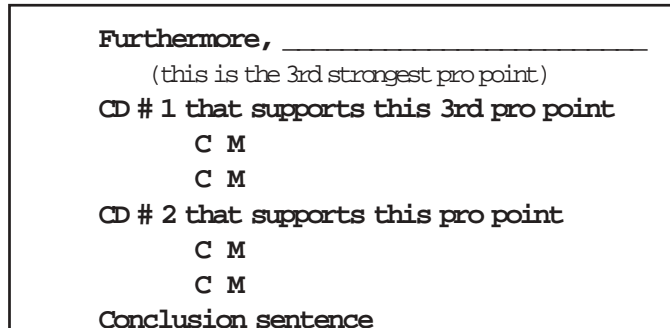 Furthermore, _________________________
(this is the 3rd strongest pro point)
CD # 1 that supports this 3rd pro point
C M
C M
CD # 2 that supports this pro point
C M
C M
Conclusion sentence